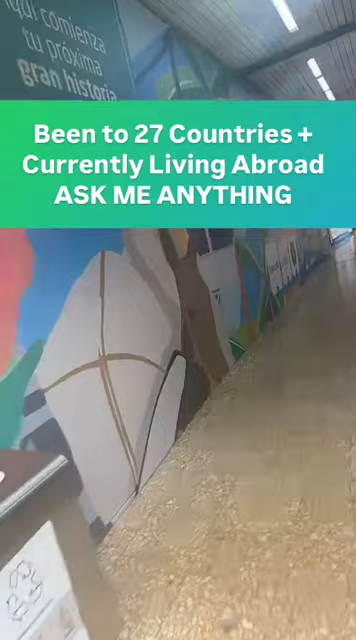 aquí comienza
tu próxima
gran historia
Been to 27 Countries +
Currently Living Abroad
ASK ME ANYTHING